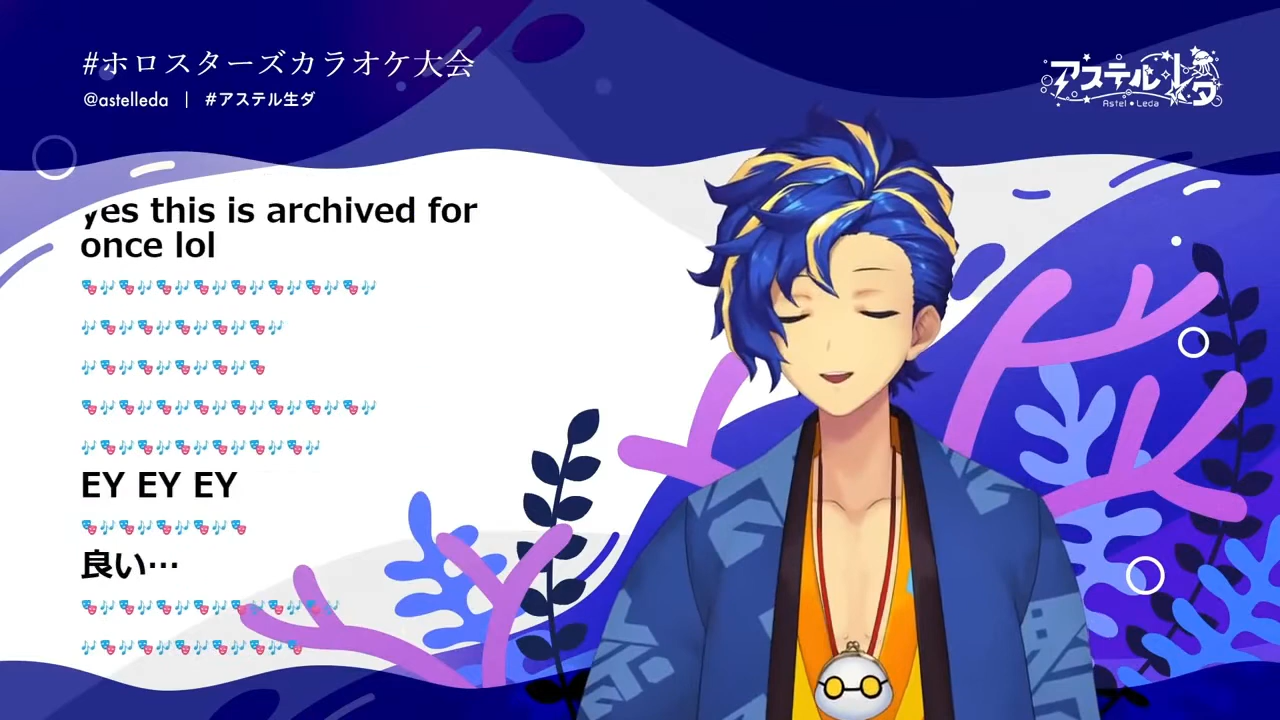 #ホロスターズカラオケ大会
@astelleda | #アステル生ダ
アステル・レダ
Astel・Leda
yes this is archived for
once lol
EY EY EY
良い…